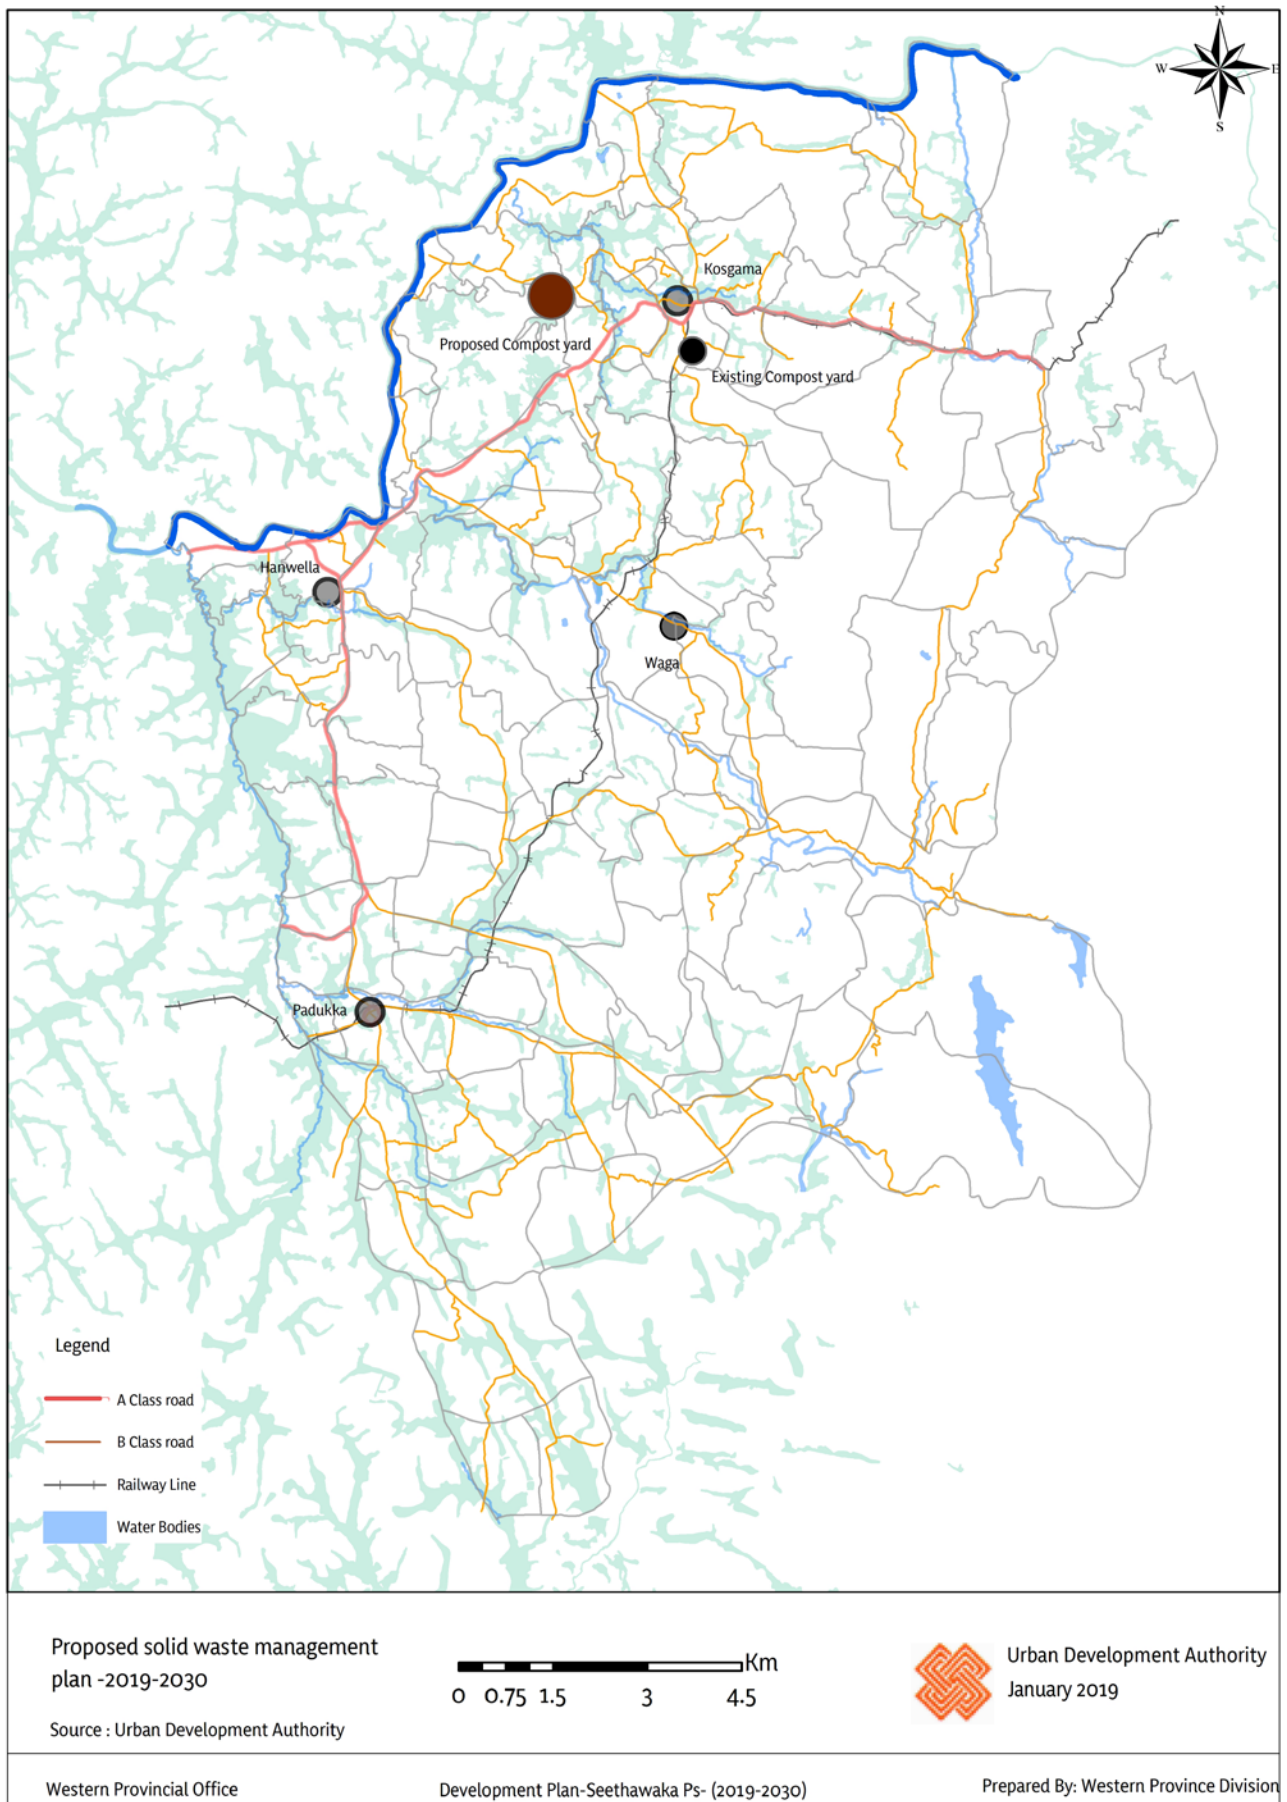 N
W E
S
Kosgama
Proposed Compost yard
Existing Compost yard
Hanwella
Waga
Padukka
Legend
A Class road
B Class road
Railway Line
Water Bodies
Proposed solid waste management
plan -2019-2030
Source : Urban Development Authority
Km
0 0.75 1.5 3 4.5
Urban Development Authority
January 2019
Western Provincial Office
Development Plan-Seethawaka Ps- (2019-2030)
Prepared By: Western Province Division